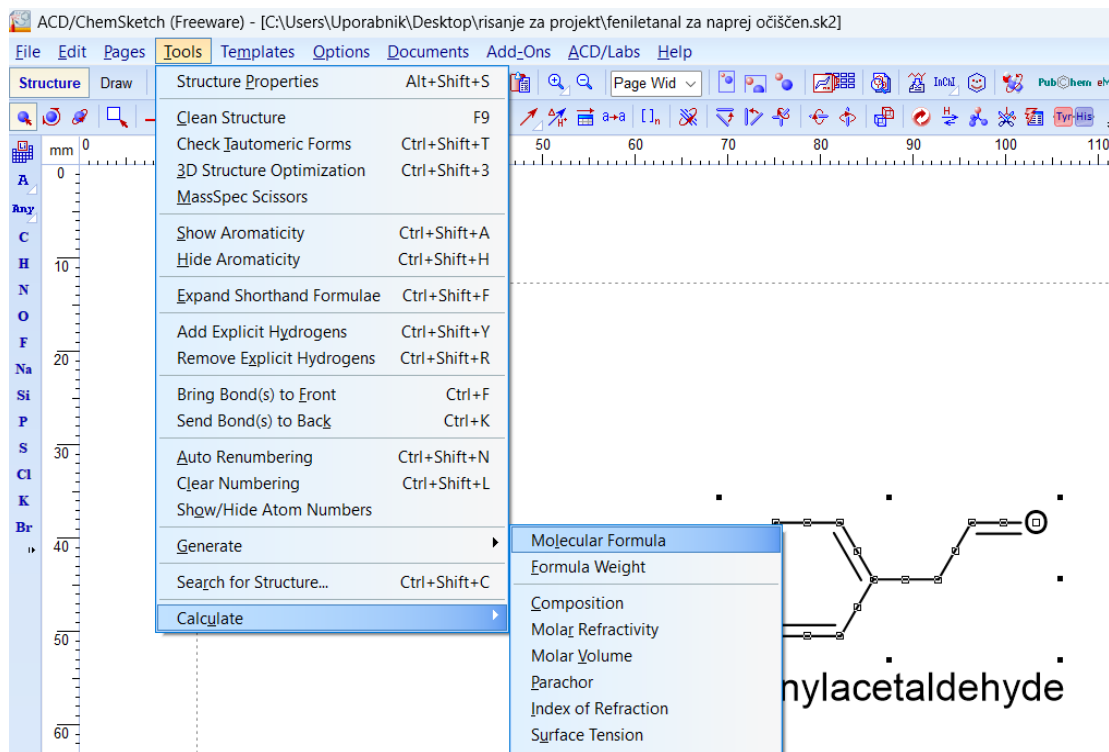 ACD/ChemSketch (Freeware) - [C:\Users\Uporabnik\Desktop\risanje za projekt\feniletanal za naprej očiščen.sk2]
File Edit Pages Tools Templates Options Documents Add-Ons ACD/Labs Help
Structure Draw Page Wid InChI PubChem
a→a []n H Tyr His
mm 0 50 60 70 80 90 100 110
0
A
Any
C
H
10
N
O
F
20
Na
Si
P
S
30
Cl
K
Br
40
50
60
Structure Properties Alt+Shift+S
Clean Structure F9
Check Tautomeric Forms Ctrl+Shift+T
3D Structure Optimization Ctrl+Shift+3
MassSpec Scissors
Show Aromaticity Ctrl+Shift+A
Hide Aromaticity Ctrl+Shift+H
Expand Shorthand Formulae Ctrl+Shift+F
Add Explicit Hydrogens Ctrl+Shift+Y
Remove Explicit Hydrogens Ctrl+Shift+R
Bring Bond(s) to Front Ctrl+F
Send Bond(s) to Back Ctrl+K
Auto Renumbering Ctrl+Shift+N
Clear Numbering Ctrl+Shift+L
Show/Hide Atom Numbers
Generate
Search for Structure... Ctrl+Shift+C
Calculate
Molecular Formula
Formula Weight
Composition
Molar Refractivity
Molar Volume
Parachor
Index of Refraction
Surface Tension
O
nylacetaldehyde